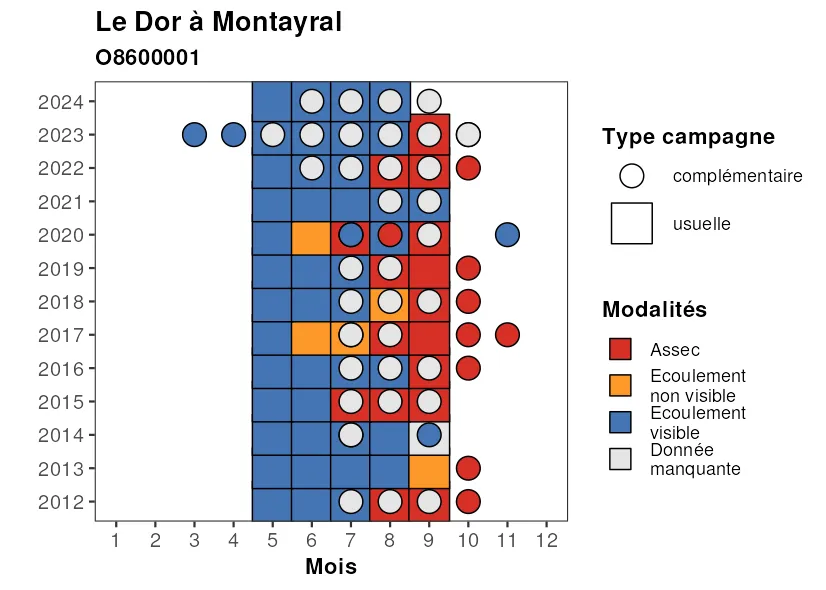 Le Dor à Montayral
O8600001
2024
2023
2022
2021
2020
2019
2018
2017
2016
2015
2014
2013
2012
1 2 3 4 5 6 7 8 9 10 11 12
Mois
Type campagne
complémentaire
usuelle
Modalités
Assec
Ecoulement
non visible
Ecoulement
visible
Donnée
manquante